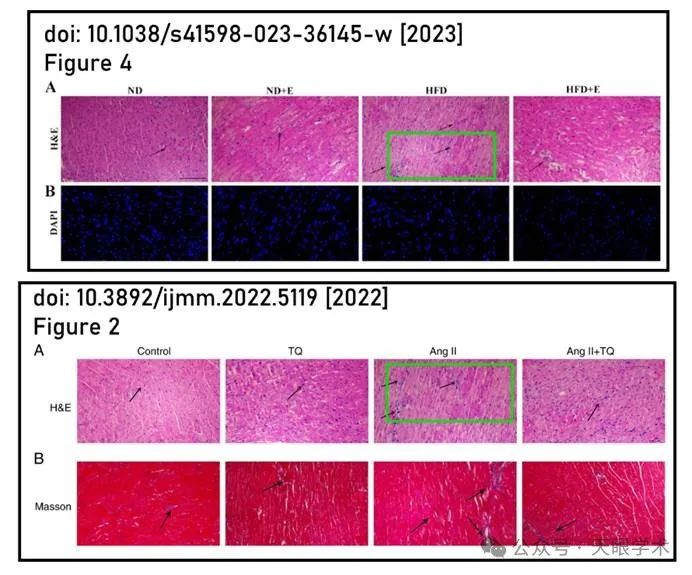 doi: 10.1038/s41598-023-36145-w [2023]
Figure 4
A
ND
ND+E
HFD
HFD+E
H&E
B
DAPI
doi: 10.3892/ijmm.2022.5119 [2022]
Figure 2
A
Control
TQ
Ang II
Ang II+TQ
H&E
B
Masson
公众号·天眼学术